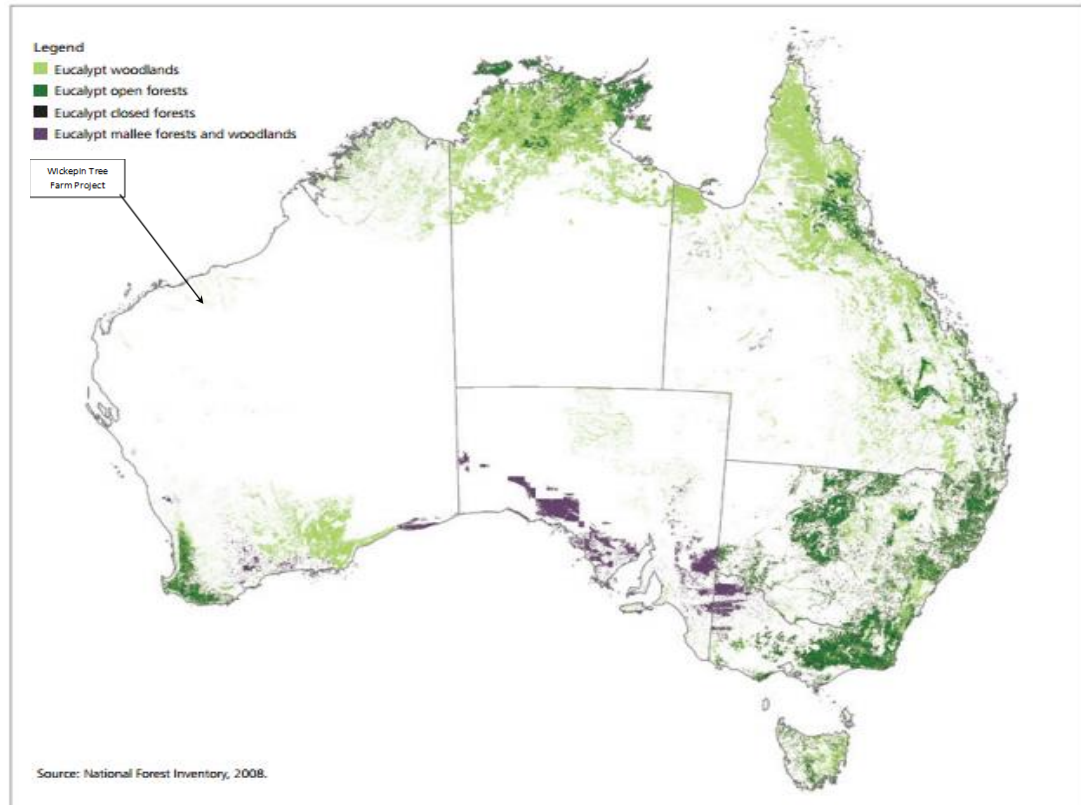 Legend
Eucalypt woodlands
Eucalypt open forests
Eucalypt closed forests
Eucalypt mallee forests and woodlands
Wickepin Tree
Farm Project
Source: National Forest Inventory, 2008.